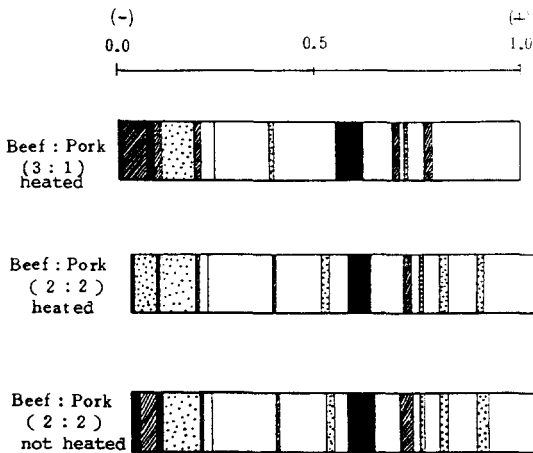 (-) (+)
0.0 0.5 1.0
Beef : Pork
(3 : 1)
heated
Beef : Pork
(2 : 2)
heated
Beef : Pork
(2 : 2)
not heated